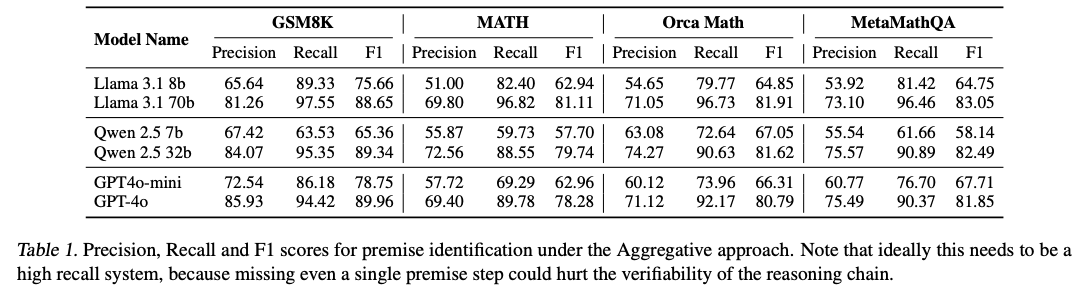 Model Name GSM8K MATH Orca Math MetaMathQA
Precision Recall F1 Precision Recall F1 Precision Recall F1 Precision Recall F1
Llama 3.1 8b 65.64 89.33 75.66 51.00 82.40 62.94 54.65 79.77 64.85 53.92 81.42 64.75
Llama 3.1 70b 81.26 97.55 88.65 69.80 96.82 81.11 71.05 96.73 81.91 73.10 96.46 83.05
Qwen 2.5 7b 67.42 63.53 65.36 55.87 59.73 57.70 63.08 72.64 67.05 55.54 61.66 58.14
Qwen 2.5 32b 84.07 95.35 89.34 72.56 88.55 79.74 74.27 90.63 81.62 75.57 90.89 82.49
GPT4o-mini 72.54 86.18 78.75 57.72 69.29 62.96 60.12 73.96 66.31 60.77 76.70 67.71
GPT-4o 85.93 94.42 89.96 69.40 89.78 78.28 71.12 92.17 80.79 75.49 90.37 81.85
Table 1. Precision, Recall and F1 scores for premise identification under the Aggregative approach. Note that ideally this needs to be a
high recall system, because missing even a single premise step could hurt the verifiability of the reasoning chain.